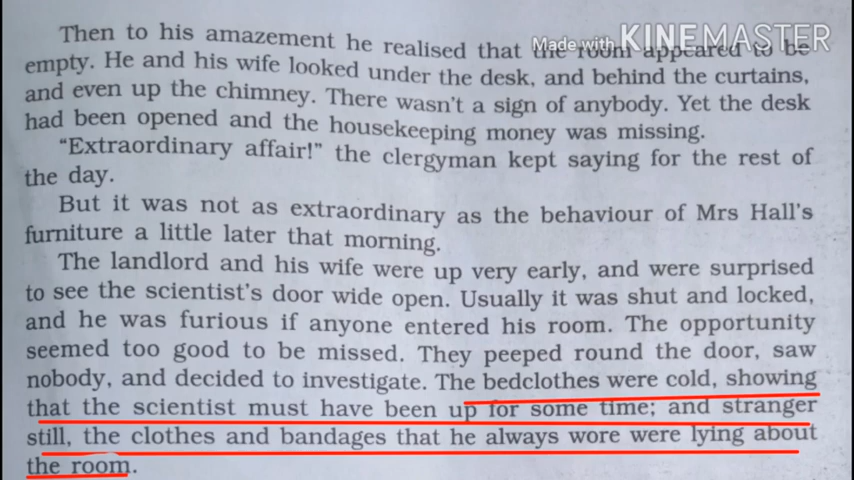 Made with KINEMASTER
Then to his amazement he realised that the room appeared to be
empty. He and his wife looked under the desk, and behind the curtains,
and even up the chimney. There wasn't a sign of anybody. Yet the desk
had been opened and the housekeeping money was missing.
"Extraordinary affair!" the clergyman kept saying for the rest of
the day.
But it was not as extraordinary as the behaviour of Mrs Hall's
furniture a little later that morning.
The landlord and his wife were up very early, and were surprised
to see the scientist's door wide open. Usually it was shut and locked,
and he was furious if anyone entered his room. The opportunity
seemed too good to be missed. They peeped round the door, saw
nobody, and decided to investigate. The bedclothes were cold, showing
that the scientist must have been up for some time; and stranger
still, the clothes and bandages that he always wore were lying about
the room.